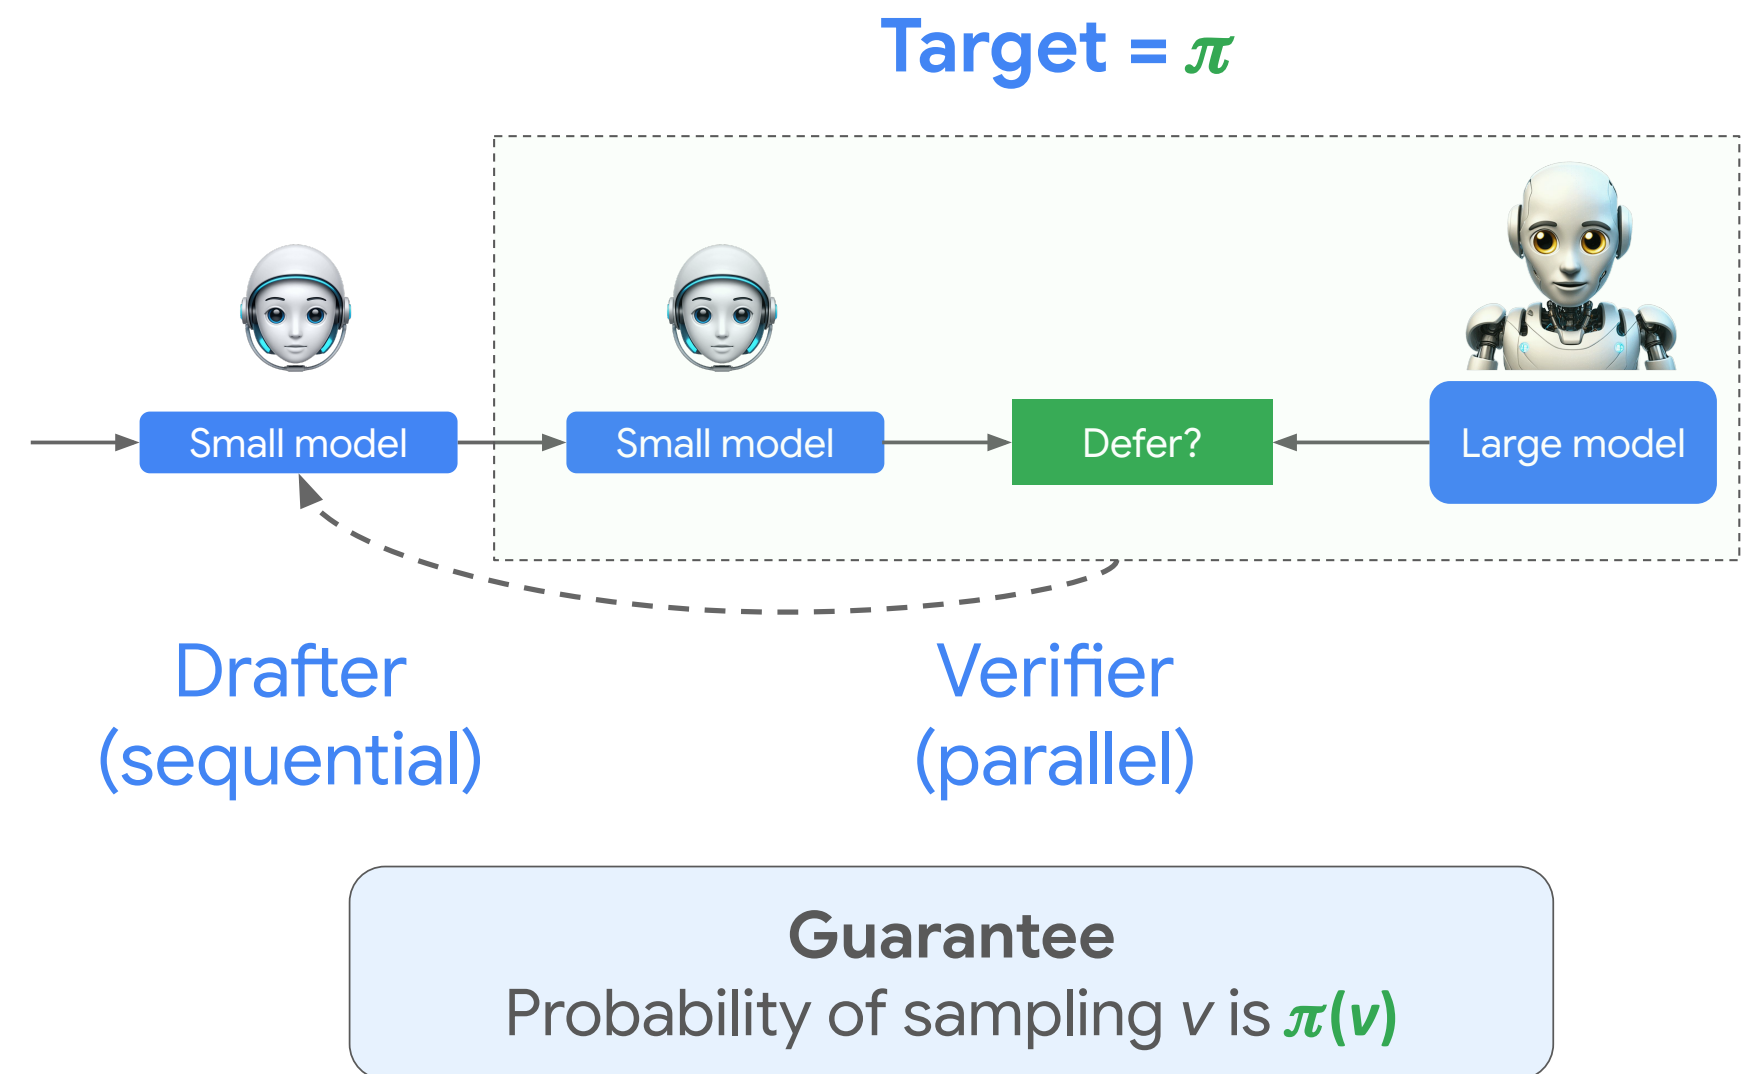 Target = π
Small model
Small model
Defer?
Large model
Drafter
(sequential)
Verifier
(parallel)
Guarantee
Probability of sampling v is π(v)